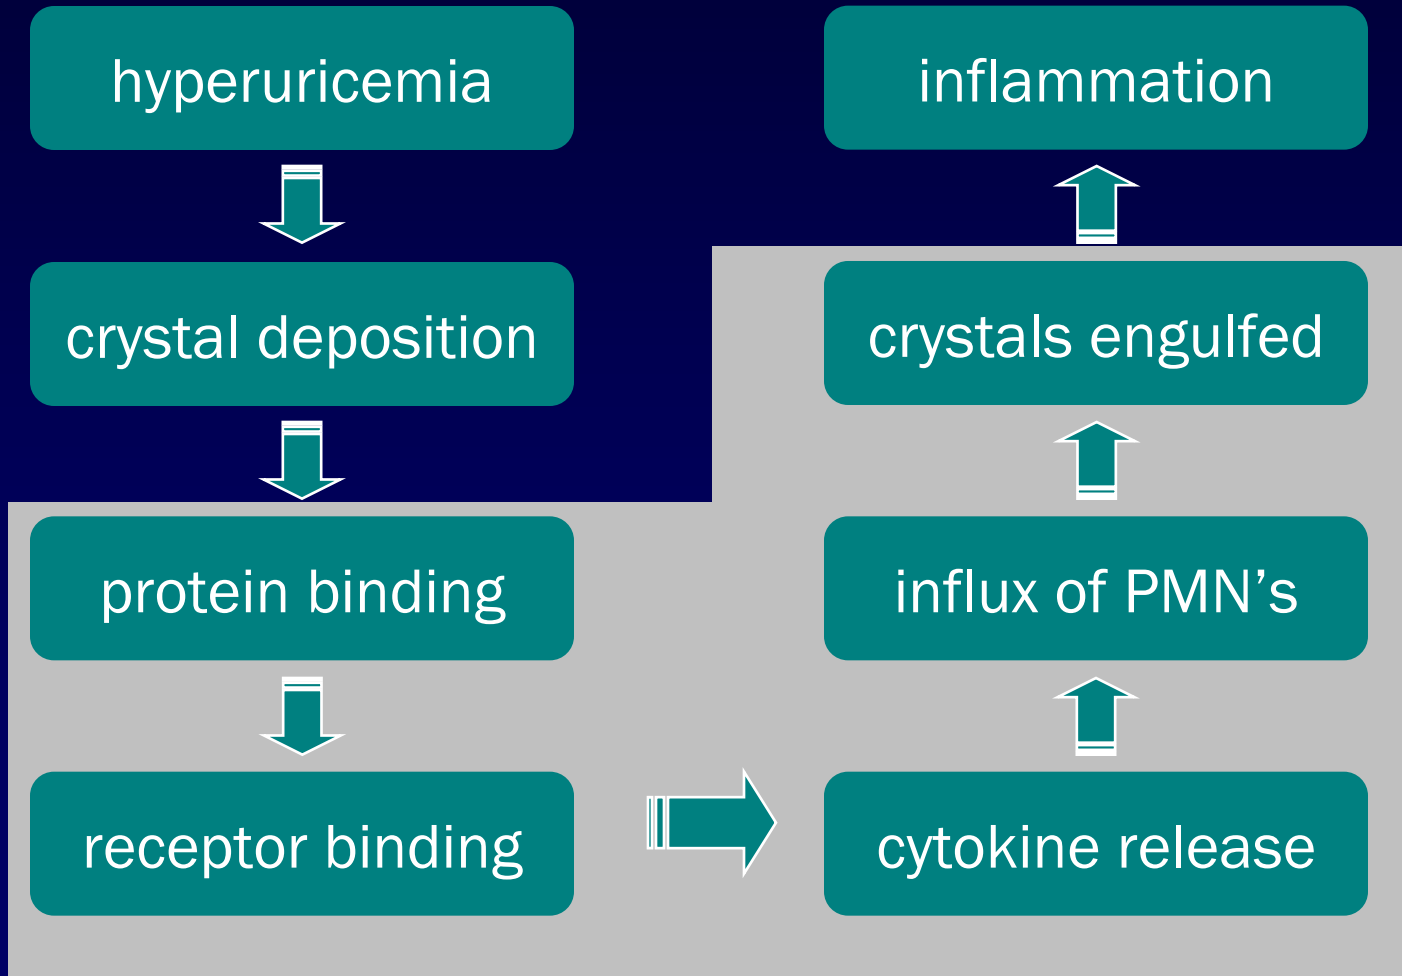 hyperuricemia
crystal deposition
protein binding
receptor binding
cytokine release
influx of PMN’s
crystals engulfed
inflammation